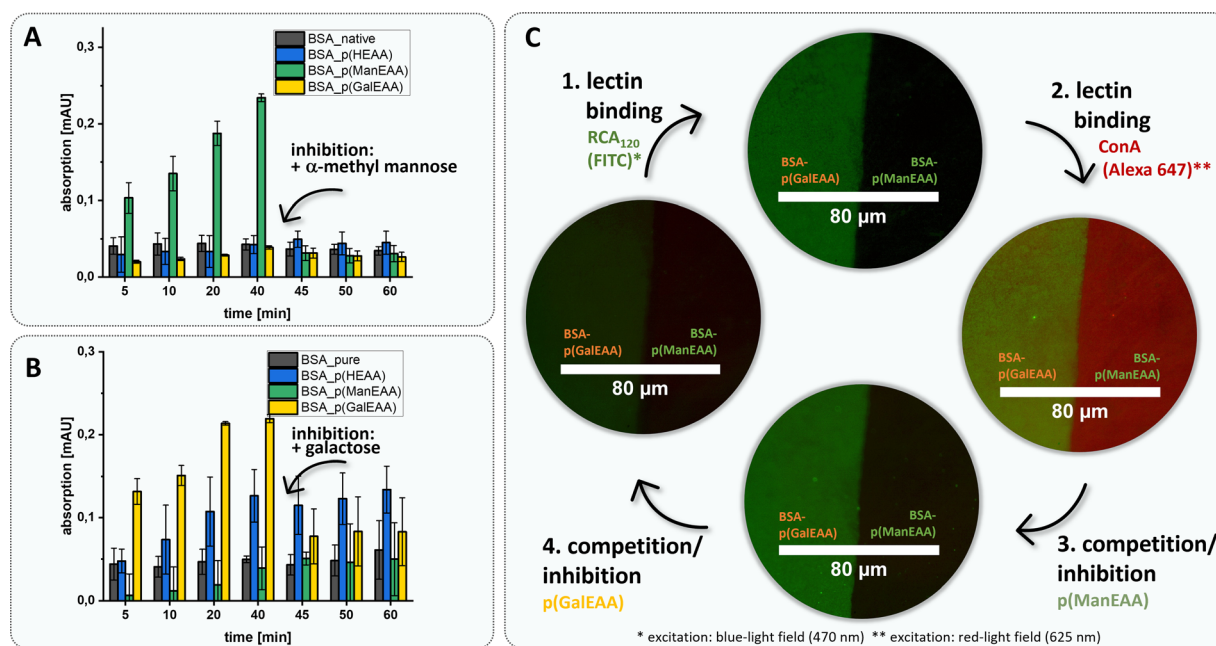 A
0,3
0,2
0,1
0,0
absorption [mAU]
BSA_native
BSA_p(HEAA)
BSA_p(ManEAA)
BSA_p(GalEAA)
inhibition:
+ α-methyl mannose
5 10 20 40 45 50 60
time [min]
B
0,3
0,2
0,1
0,0
absorption [mAU]
BSA_pure
BSA_p(HEAA)
BSA_p(ManEAA)
BSA_p(GalEAA)
inhibition:
+ galactose
5 10 20 40 45 50 60
time [min]
C
1. lectin
binding
RCA₁₂₀
(FITC)*
BSA-
p(GalEAA)
BSA-
p(ManEAA)
80 µm
2. lectin
binding
ConA
(Alexa 647)**
BSA-
p(GalEAA)
BSA-
p(ManEAA)
80 µm
3. competition/
inhibition
p(ManEAA)
BSA-
p(GalEAA)
BSA-
p(ManEAA)
80 µm
4. competition/
inhibition
p(GalEAA)
BSA-
p(GalEAA)
BSA-
p(ManEAA)
80 µm
* excitation: blue-light field (470 nm) ** excitation: red-light field (625 nm)